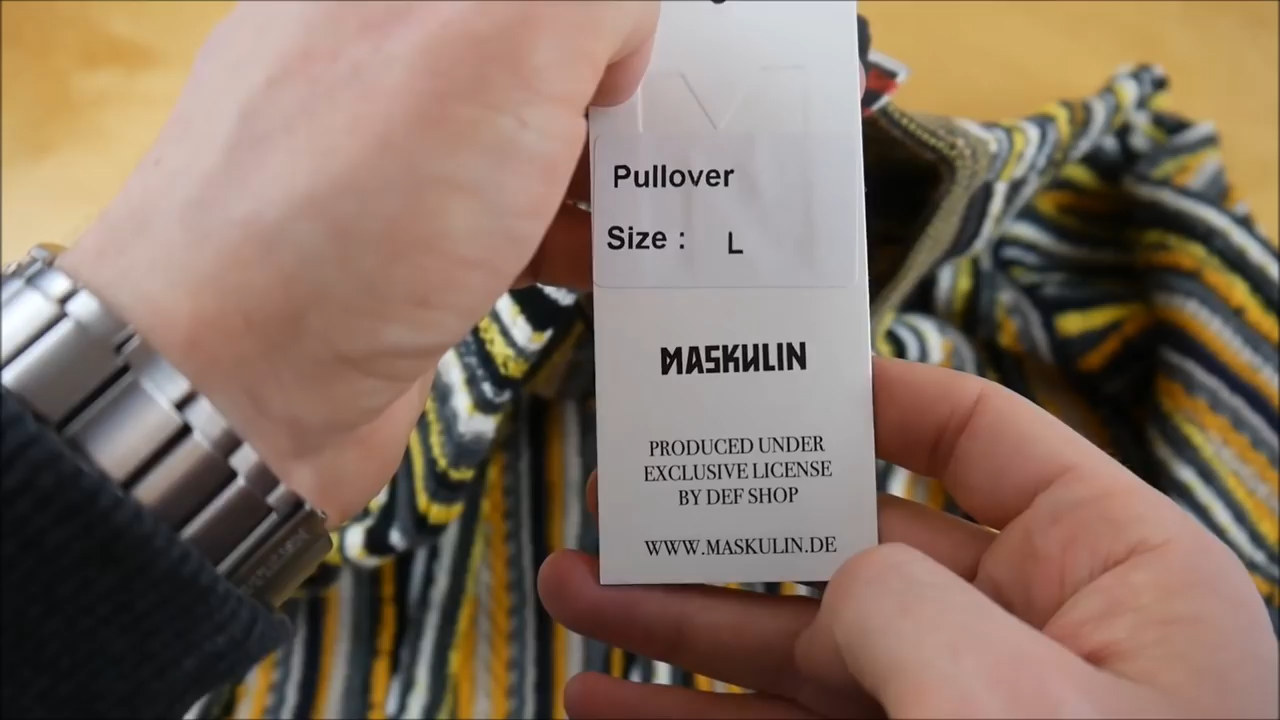 Pullover
Size : L
MASKULIN
PRODUCED UNDER
EXCLUSIVE LICENSE
BY DEF SHOP
WWW.MASKULIN.DE